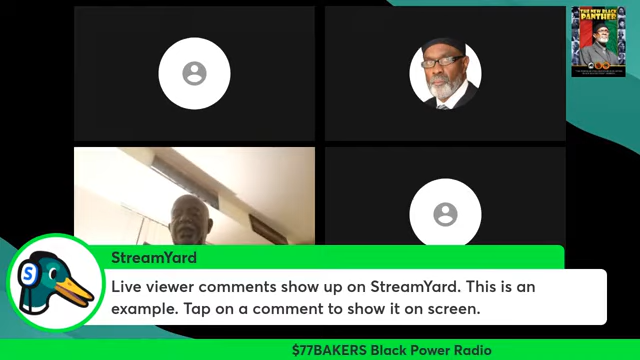 THE NEW BLACK
PANTHER
S
StreamYard
Live viewer comments show up on StreamYard. This is an
example. Tap on a comment to show it on screen.
$77BAKERS Black Power Radio